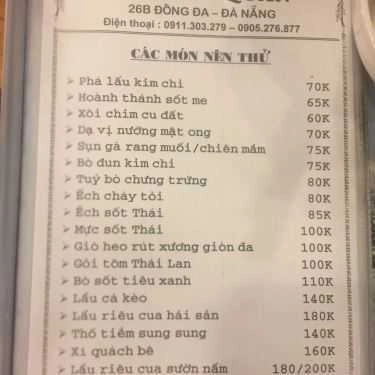 26B ĐỐNG ĐA – ĐÀ NẴNG
Điện thoại : 0911.303.279 – 0905.276.877
CÁC MÓN NÊN THỬ
➢ Phá lấu kim chi 70K
➢ Hoành thánh sốt me 65K
➢ Xôi chim cu đất 60K
➢ Dạ vị nướng mật ong 70K
➢ Sụn gà rang muối/chiên mắm 75K
➢ Bò đun kim chi 75K
➢ Tuỷ bò chưng trứng 80K
➢ Ếch cháy tỏi 80K
➢ Ếch sốt Thái 85K
➢ Mực sốt Thái 100K
➢ Giò heo rút xương giòn da 100K
➢ Gỏi tôm Thái Lan 100K
➢ Bò sốt tiêu xanh 110K
➢ Lẩu cá kèo 140K
➢ Lẩu riêu cua hải sản 180K
➢ Thố tiềm sung sung 140K
➢ Xí quách bê 160K
➢ Lẩu riêu cua sườn nấm 180/200K